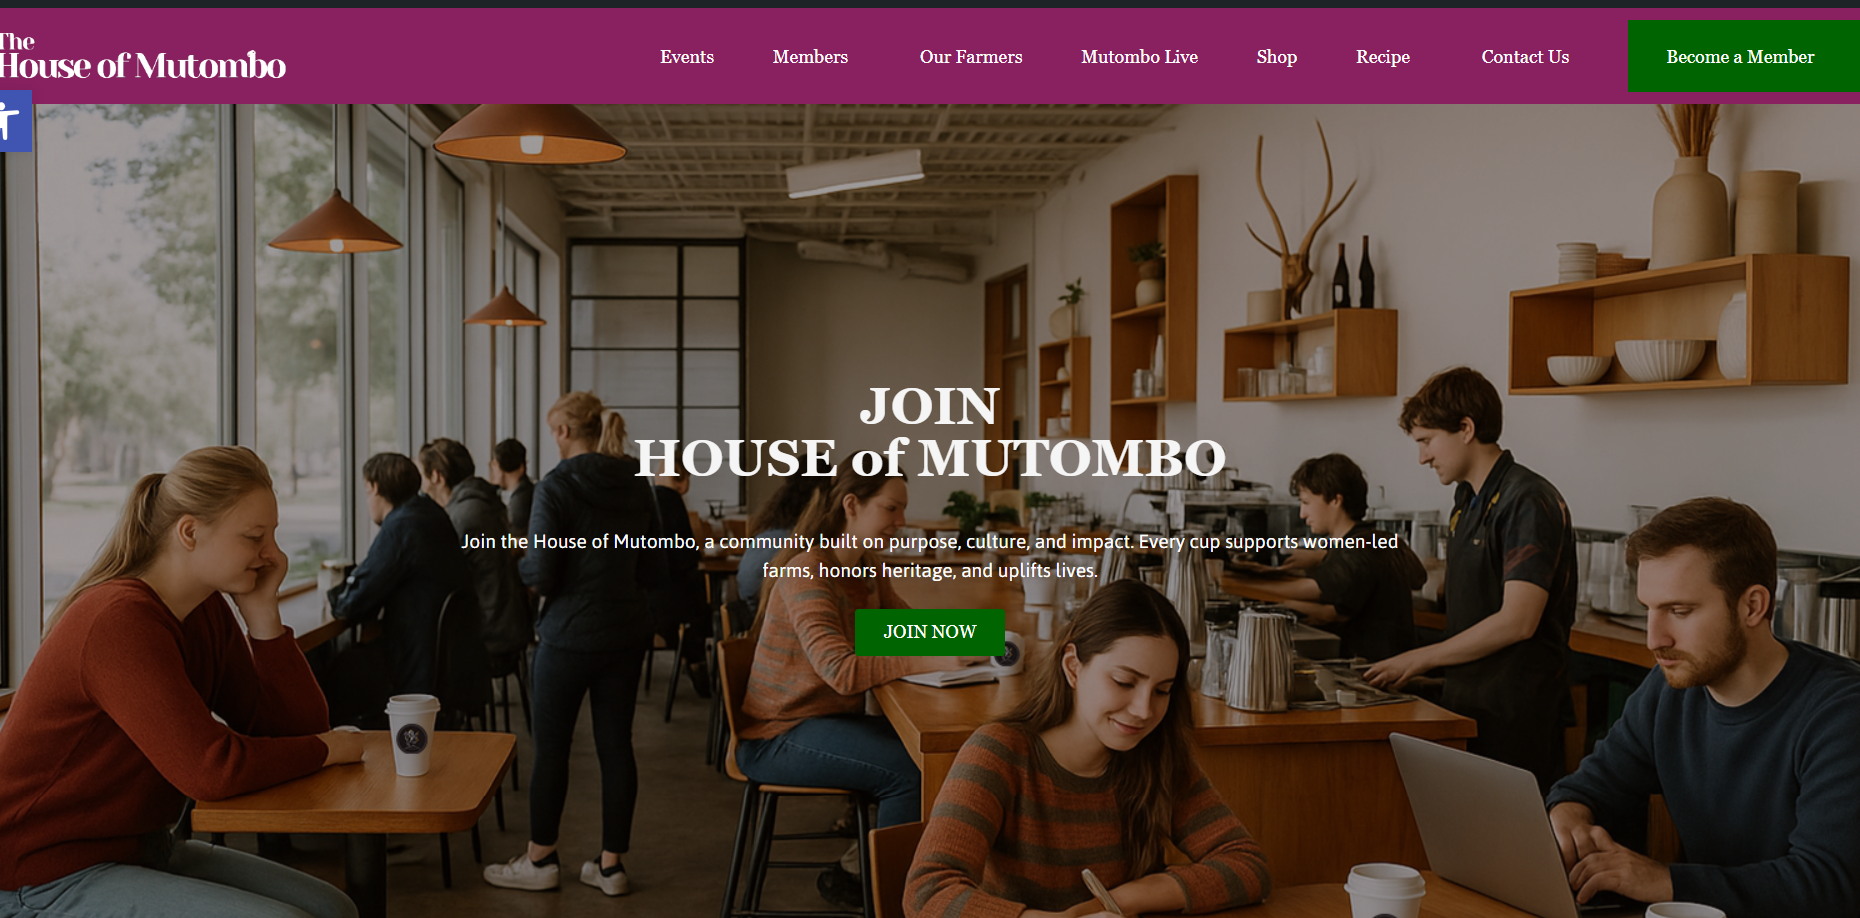 The
House of Mutombo
Events
Members
Our Farmers
Mutombo Live
Shop
Recipe
Contact Us
Become a Member
JOIN
HOUSE of MUTOMBO
Join the House of Mutombo, a community built on purpose, culture, and impact. Every cup supports women-led
farms, honors heritage, and uplifts lives.
JOIN NOW